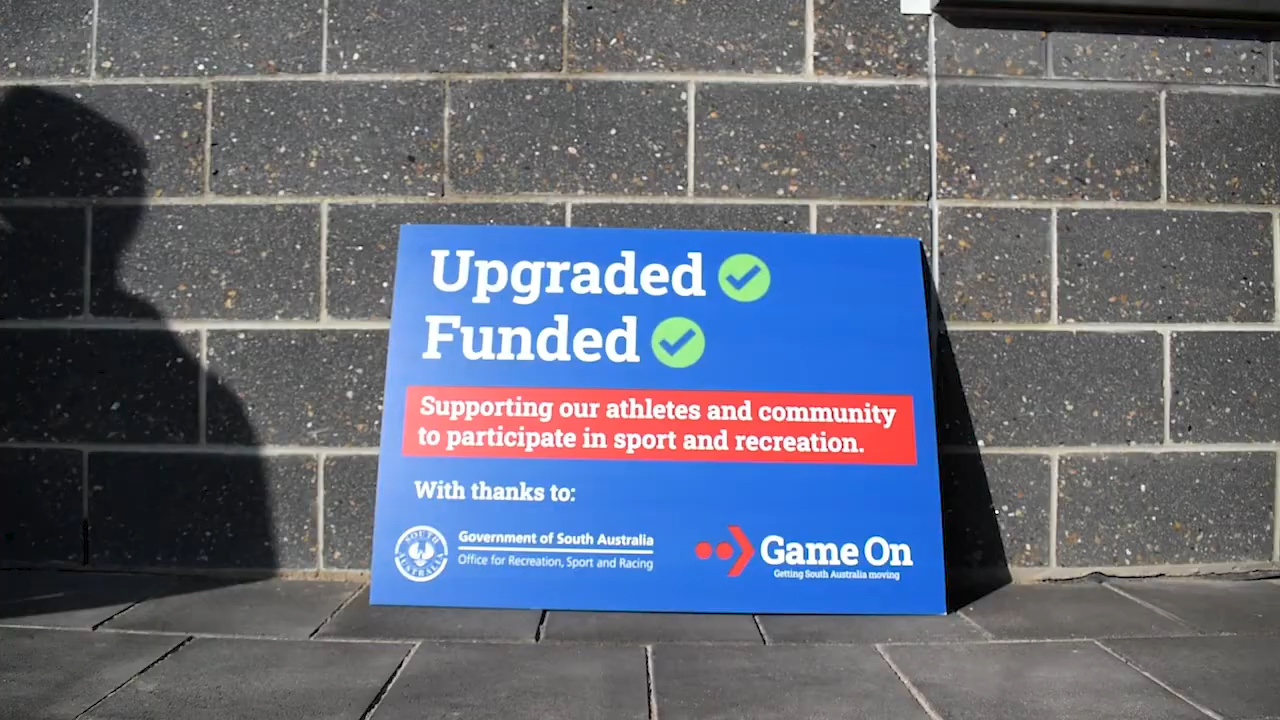 Upgraded
Funded
Supporting our athletes and community
to participate in sport and recreation.
With thanks to:
SOUTH
AUSTRALIA
Government of South Australia
Office for Recreation, Sport and Racing
Game On
Getting South Australia moving